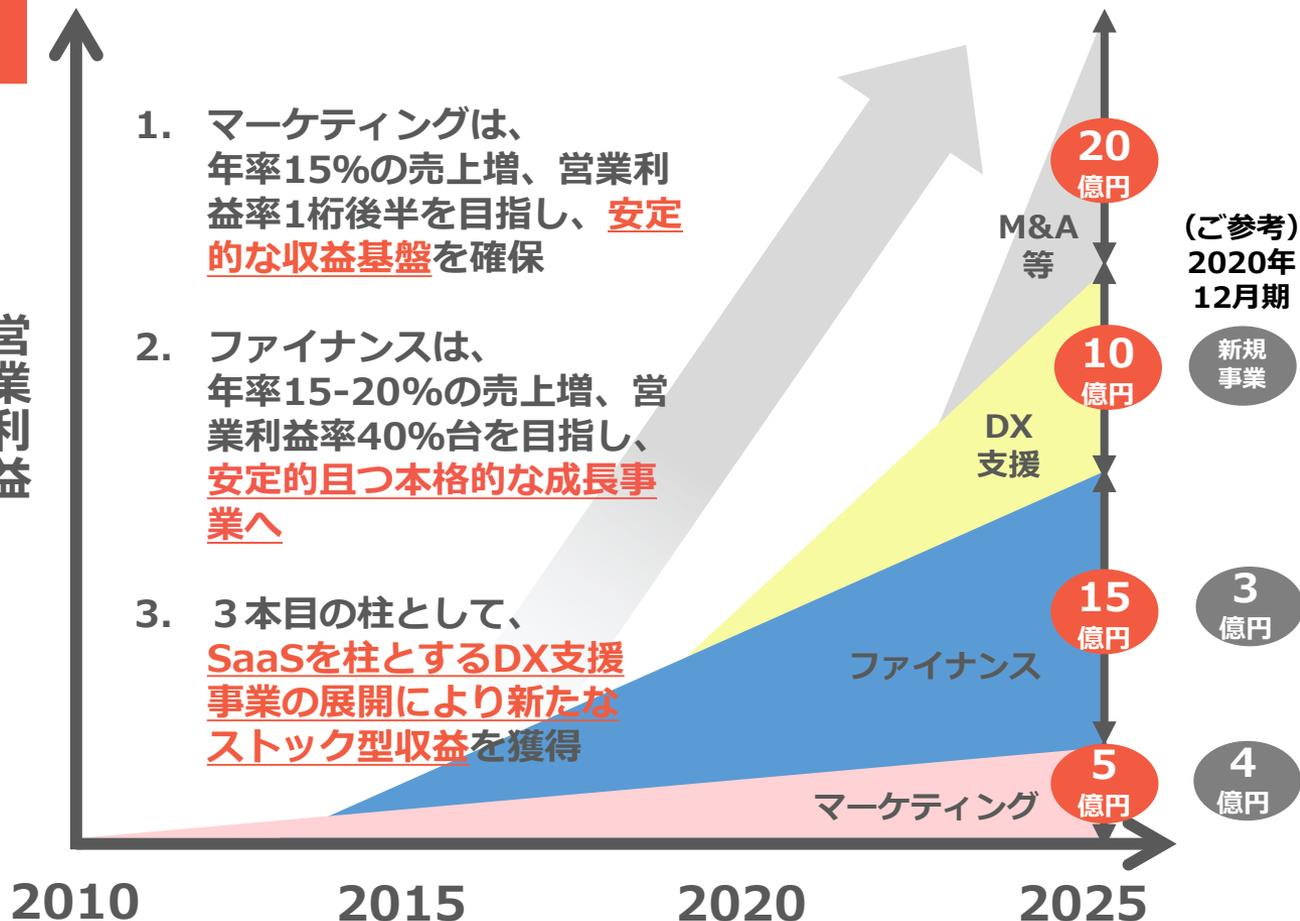 営業利益
1. マーケティングは、
年率15%の売上増、営業利
益率1桁後半を目指し、安定
的な収益基盤を確保
2. ファイナンスは、
年率15-20%の売上増、営
業利益率40%台を目指し、
安定的且つ本格的な成長事
業へ
3. ３本目の柱として、
SaaSを柱とするDX支援
事業の展開により新たな
ストック型収益を獲得
20
億円
M&A
等
(ご参考)
2020年
12月期
10
億円
新規
事業
DX
支援
15
億円
3
億円
ファイナンス
5
億円
4
億円
マーケティング
2010
2015
2020
2025